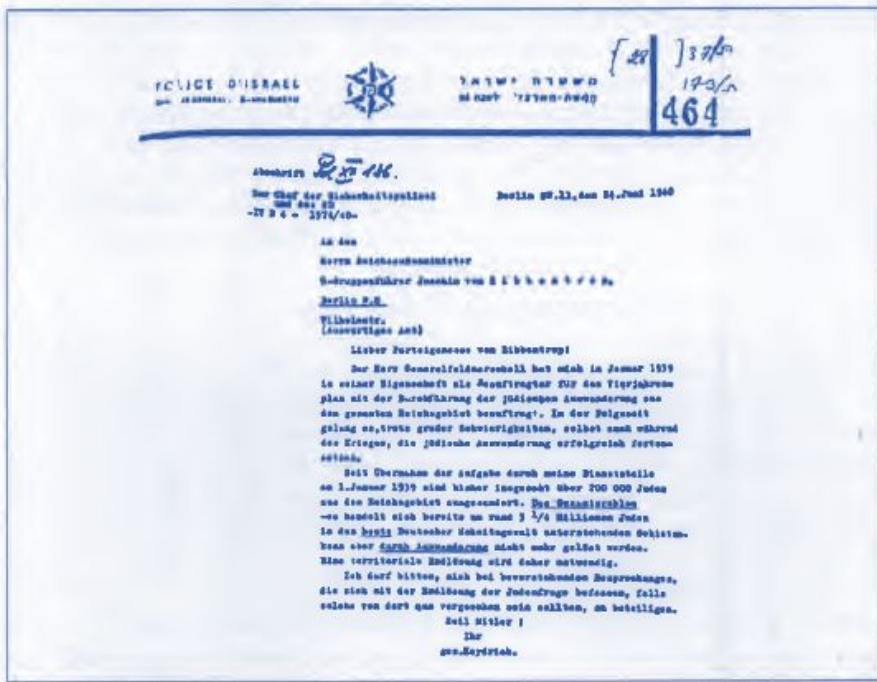 [ 28 ] 37/ת
170/ת
POLICE D'ISRAEL
משטרת ישראל
464
Abschrift
Der Chef der Sicherheitspolizei
und des SD
-IV D 4 - 1574/40-
Berlin SW.11, den 24.Juni 1940
An den
Herrn Reichsaussenminister
-Gruppenführer Joachim von R i b b e n t r o p.
Berlin W.8
Wilhelmstr.
(Auswärtiges Amt)
Lieber Parteigenosse von Ribbentrop!
Der Herr Generalfeldmarschall hat mich im Januar 1939
in seiner Eigenschaft als Beauftragter für den Vierjahres
plan mit der Durchführung der jüdischen Auswanderung aus
dem gesamten Reichsgebiet beauftragt. In der Folgezeit
gelang es,trotz großer Schwierigkeiten, selbst auch während
des Krieges, die jüdische Auswanderung erfolgreich fortzu
setzen.
Seit Übernahme der Aufgabe durch meine Dienststelle
am 1.Januar 1939 sind bisher insgesamt über 200 000 Juden
aus dem Reichsgebiet ausgewandert. Das Gesamtproblem
-es handelt sich bereits um rund 3 1/4 Millionen Juden
in den heute Deutscher Hoheitsgewalt unterstehenden Gebieten-
kann aber durch Auswanderung nicht mehr gelöst werden.
Eine territoriale Endlösung wird daher notwendig.
Ich darf bitten, mich bei bevorstehenden Besprechungen,
die sich mit der Endlösung der Judenfrage befassen, falls
solche von dort aus vorgesehen sein sollten, zu beteiligen.
Heil Hitler !
Ihr
gez.Heydrich.